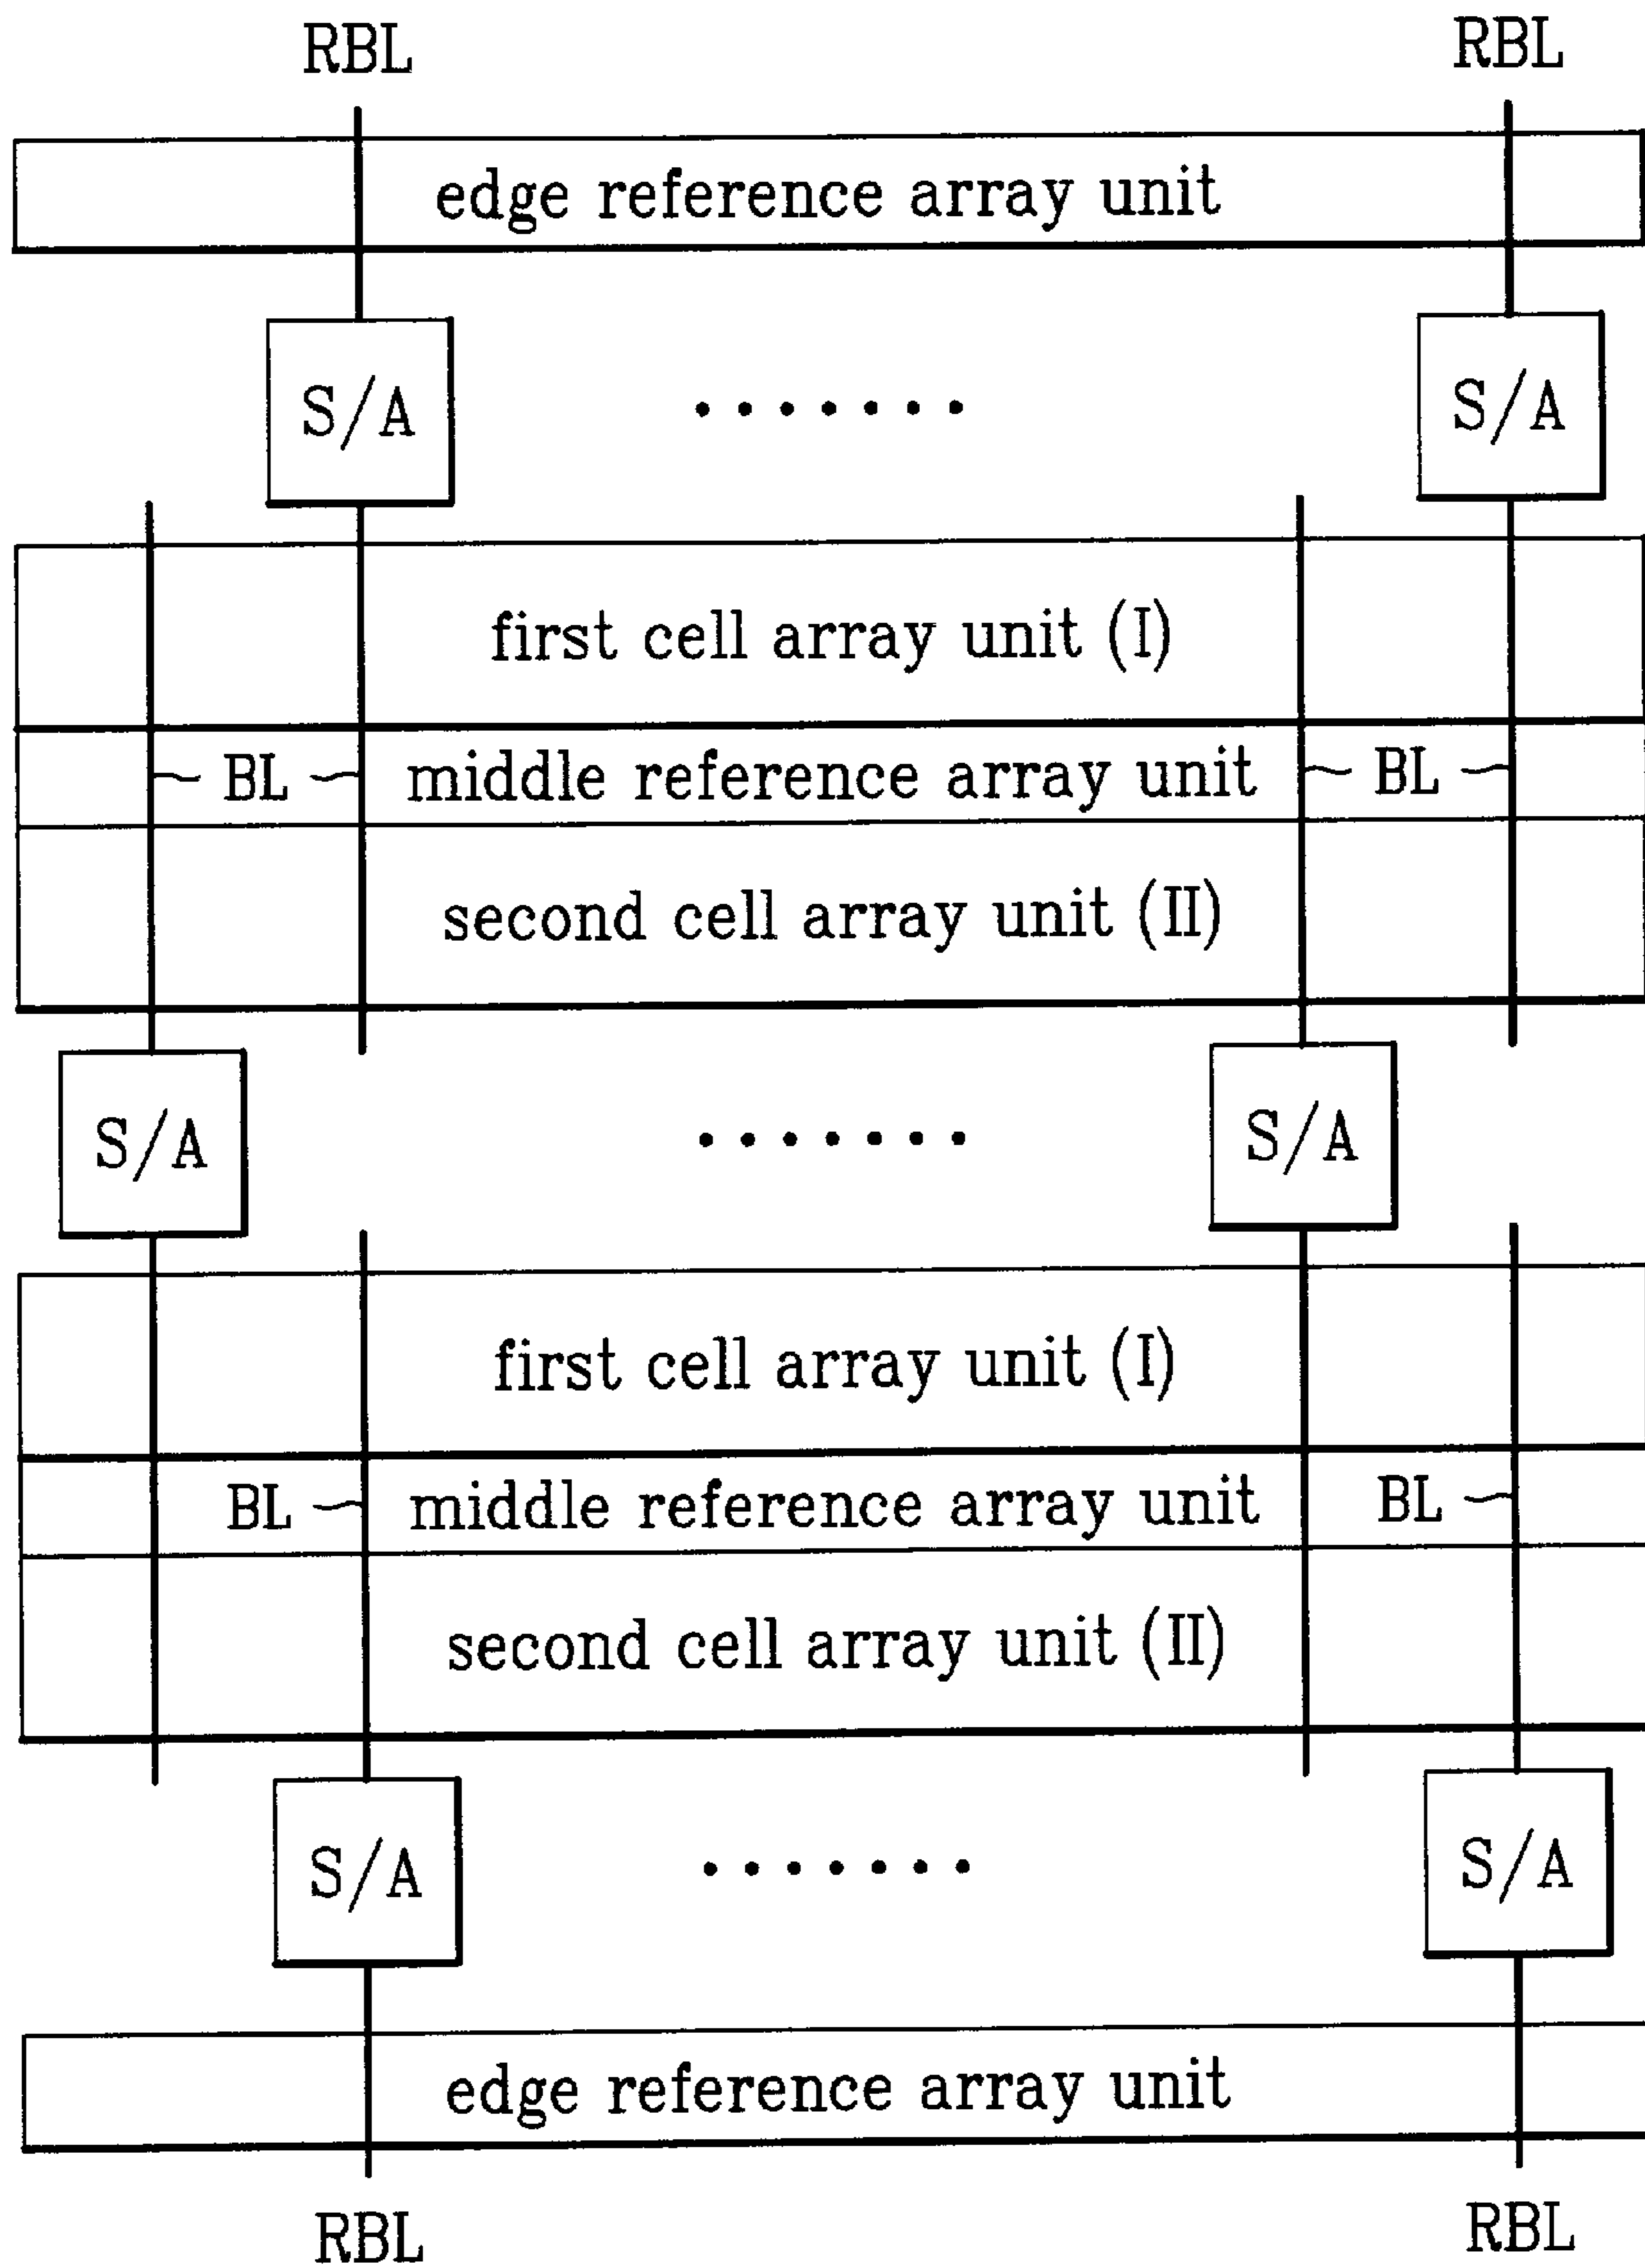 RBL RBL
edge reference array unit
S/A ....... S/A
first cell array unit (I)
BL middle reference array unit BL
second cell array unit (II)
S/A ....... S/A
first cell array unit (I)
BL middle reference array unit BL
second cell array unit (II)
S/A ....... S/A
edge reference array unit
RBL RBL